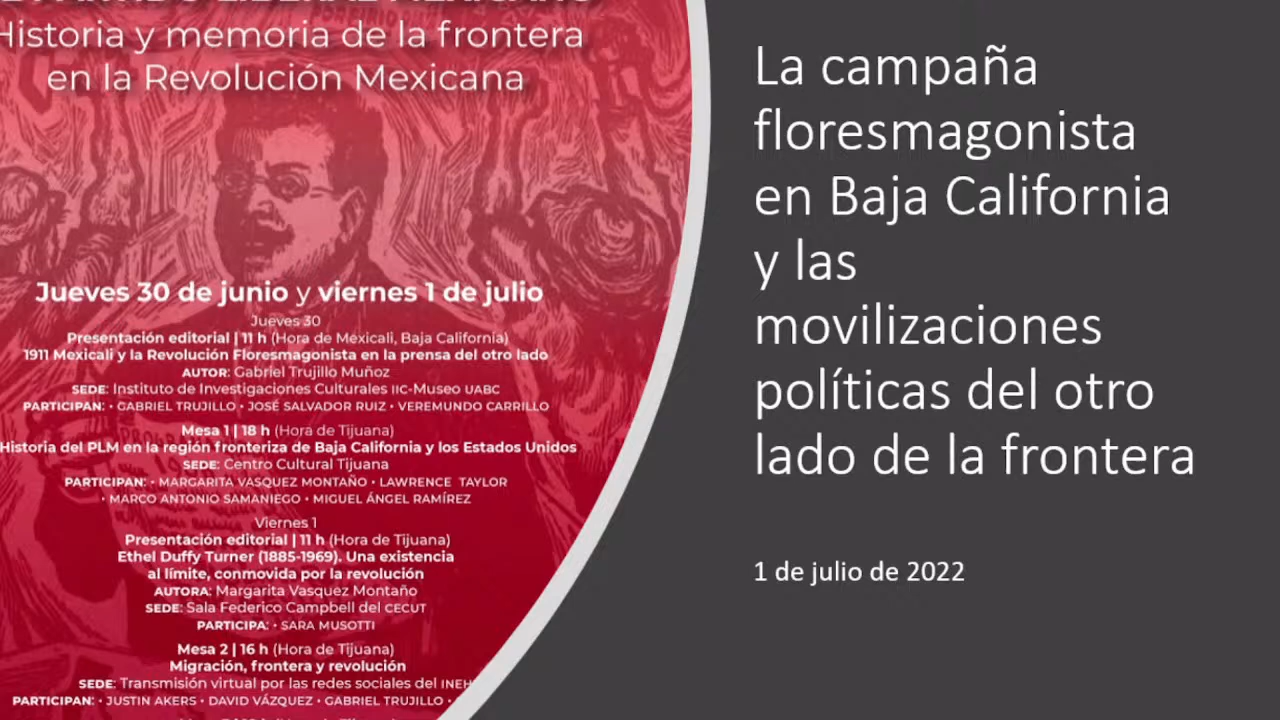 Historia y memoria de la frontera
en la Revolución Mexicana
Jueves 30 de junio y viernes 1 de julio
Jueves 30
Presentación editorial | 11 h (Hora de Mexicali, Baja California)
1911 Mexicali y la Revolución Floresmagonista en la prensa del otro lado
AUTOR: Gabriel Trujillo Muñoz
SEDE: Instituto de Investigaciones Culturales IIC-Museo UABC
PARTICIPAN: • GABRIEL TRUJILLO • JOSÉ SALVADOR RUIZ • VEREMUNDO CARRILLO
Mesa 1 | 18 h (Hora de Tijuana)
Historia del PLM en la región fronteriza de Baja California y los Estados Unidos
SEDE: Centro Cultural Tijuana
PARTICIPAN: • MARGARITA VASQUEZ MONTAÑO • LAWRENCE TAYLOR
• MARCO ANTONIO SAMANIEGO • MIGUEL ÁNGEL RAMÍREZ
Viernes 1
Presentación editorial | 11 h (Hora de Tijuana)
Ethel Duffy Turner (1885-1969). Una existencia
al límite, conmovida por la revolución
AUTORA: Margarita Vasquez Montaño
SEDE: Sala Federico Campbell del CECUT
PARTICIPA: • SARA MUSOTTI
Mesa 2 | 16 h (Hora de Tijuana)
Migración, frontera y revolución
SEDE: Transmisión virtual por las redes sociales del INEH
PARTICIPAN: • JUSTIN AKERS • DAVID VÁZQUEZ • GABRIEL TRUJILLO •
La campaña
floresmagonista
en Baja California
y las
movilizaciones
políticas del otro
lado de la frontera
1 de julio de 2022